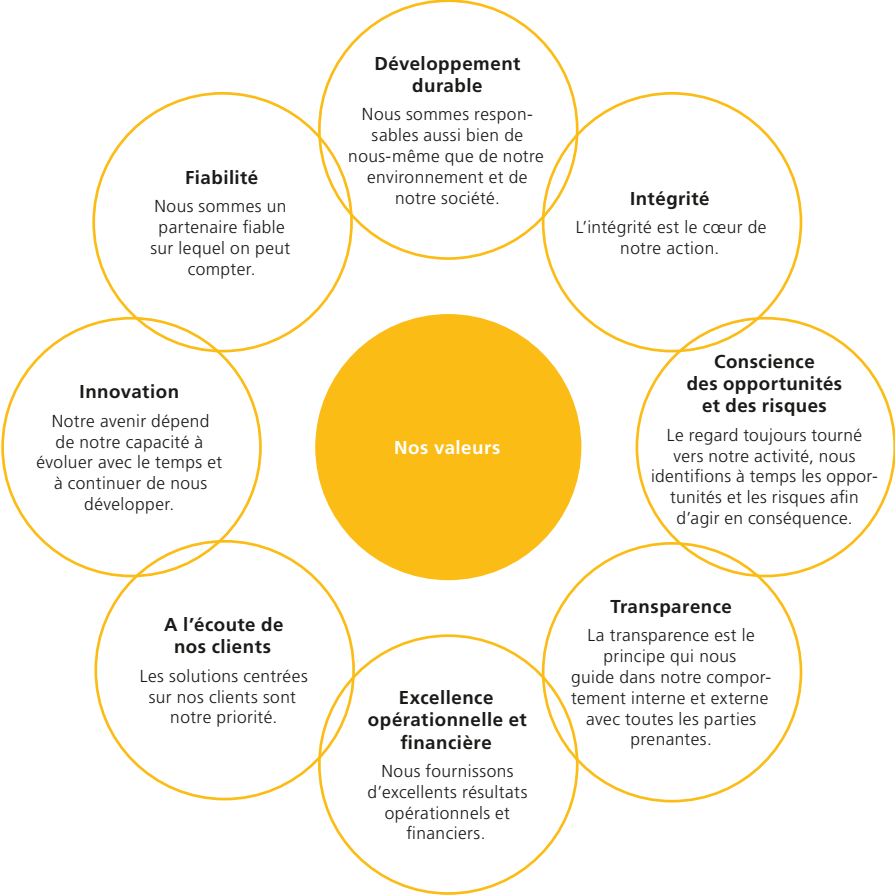 Développement
durable
Nous sommes respon-
sables aussi bien de
nous-même que de notre
environnement et de
notre société.
Fiabilité
Nous sommes un
partenaire fiable
sur lequel on peut
compter.
Intégrité
L’intégrité est le cœur de
notre action.
Innovation
Notre avenir dépend
de notre capacité à
évoluer avec le temps et
à continuer de nous
développer.
Nos valeurs
Conscience
des opportunités
et des risques
Le regard toujours tourné
vers notre activité, nous
identifions à temps les oppor-
tunités et les risques afin
d’agir en conséquence.
A l’écoute de
nos clients
Les solutions centrées
sur nos clients sont
notre priorité.
Excellence
opérationnelle et
financière
Nous fournissons
d’excellents résultats
opérationnels et
financiers.
Transparence
La transparence est le
principe qui nous
guide dans notre compor-
tement interne et externe
avec toutes les parties
prenantes.